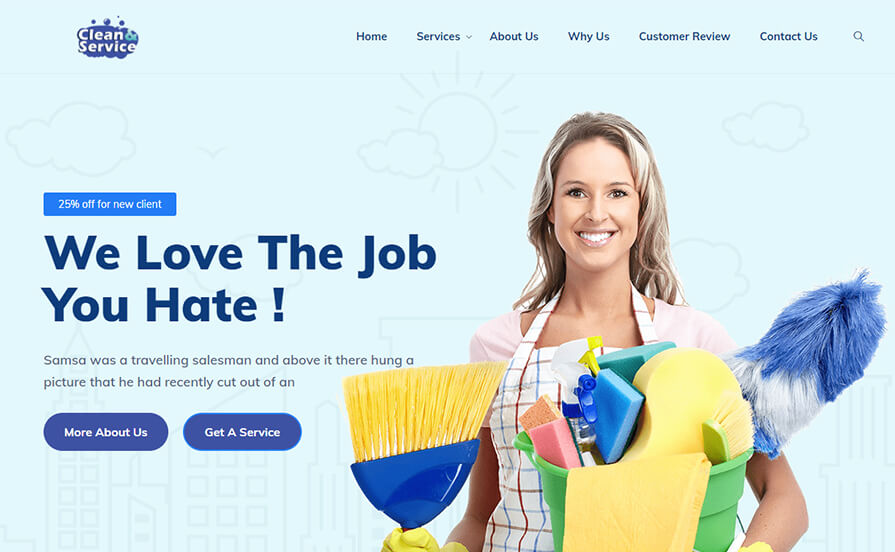 Clean &
Service
Home Services About Us Why Us Customer Review Contact Us
25% off for new client
We Love The Job
You Hate !
Samsa was a travelling salesman and above it there hung a
picture that he had recently cut out of an
More About Us Get A Service